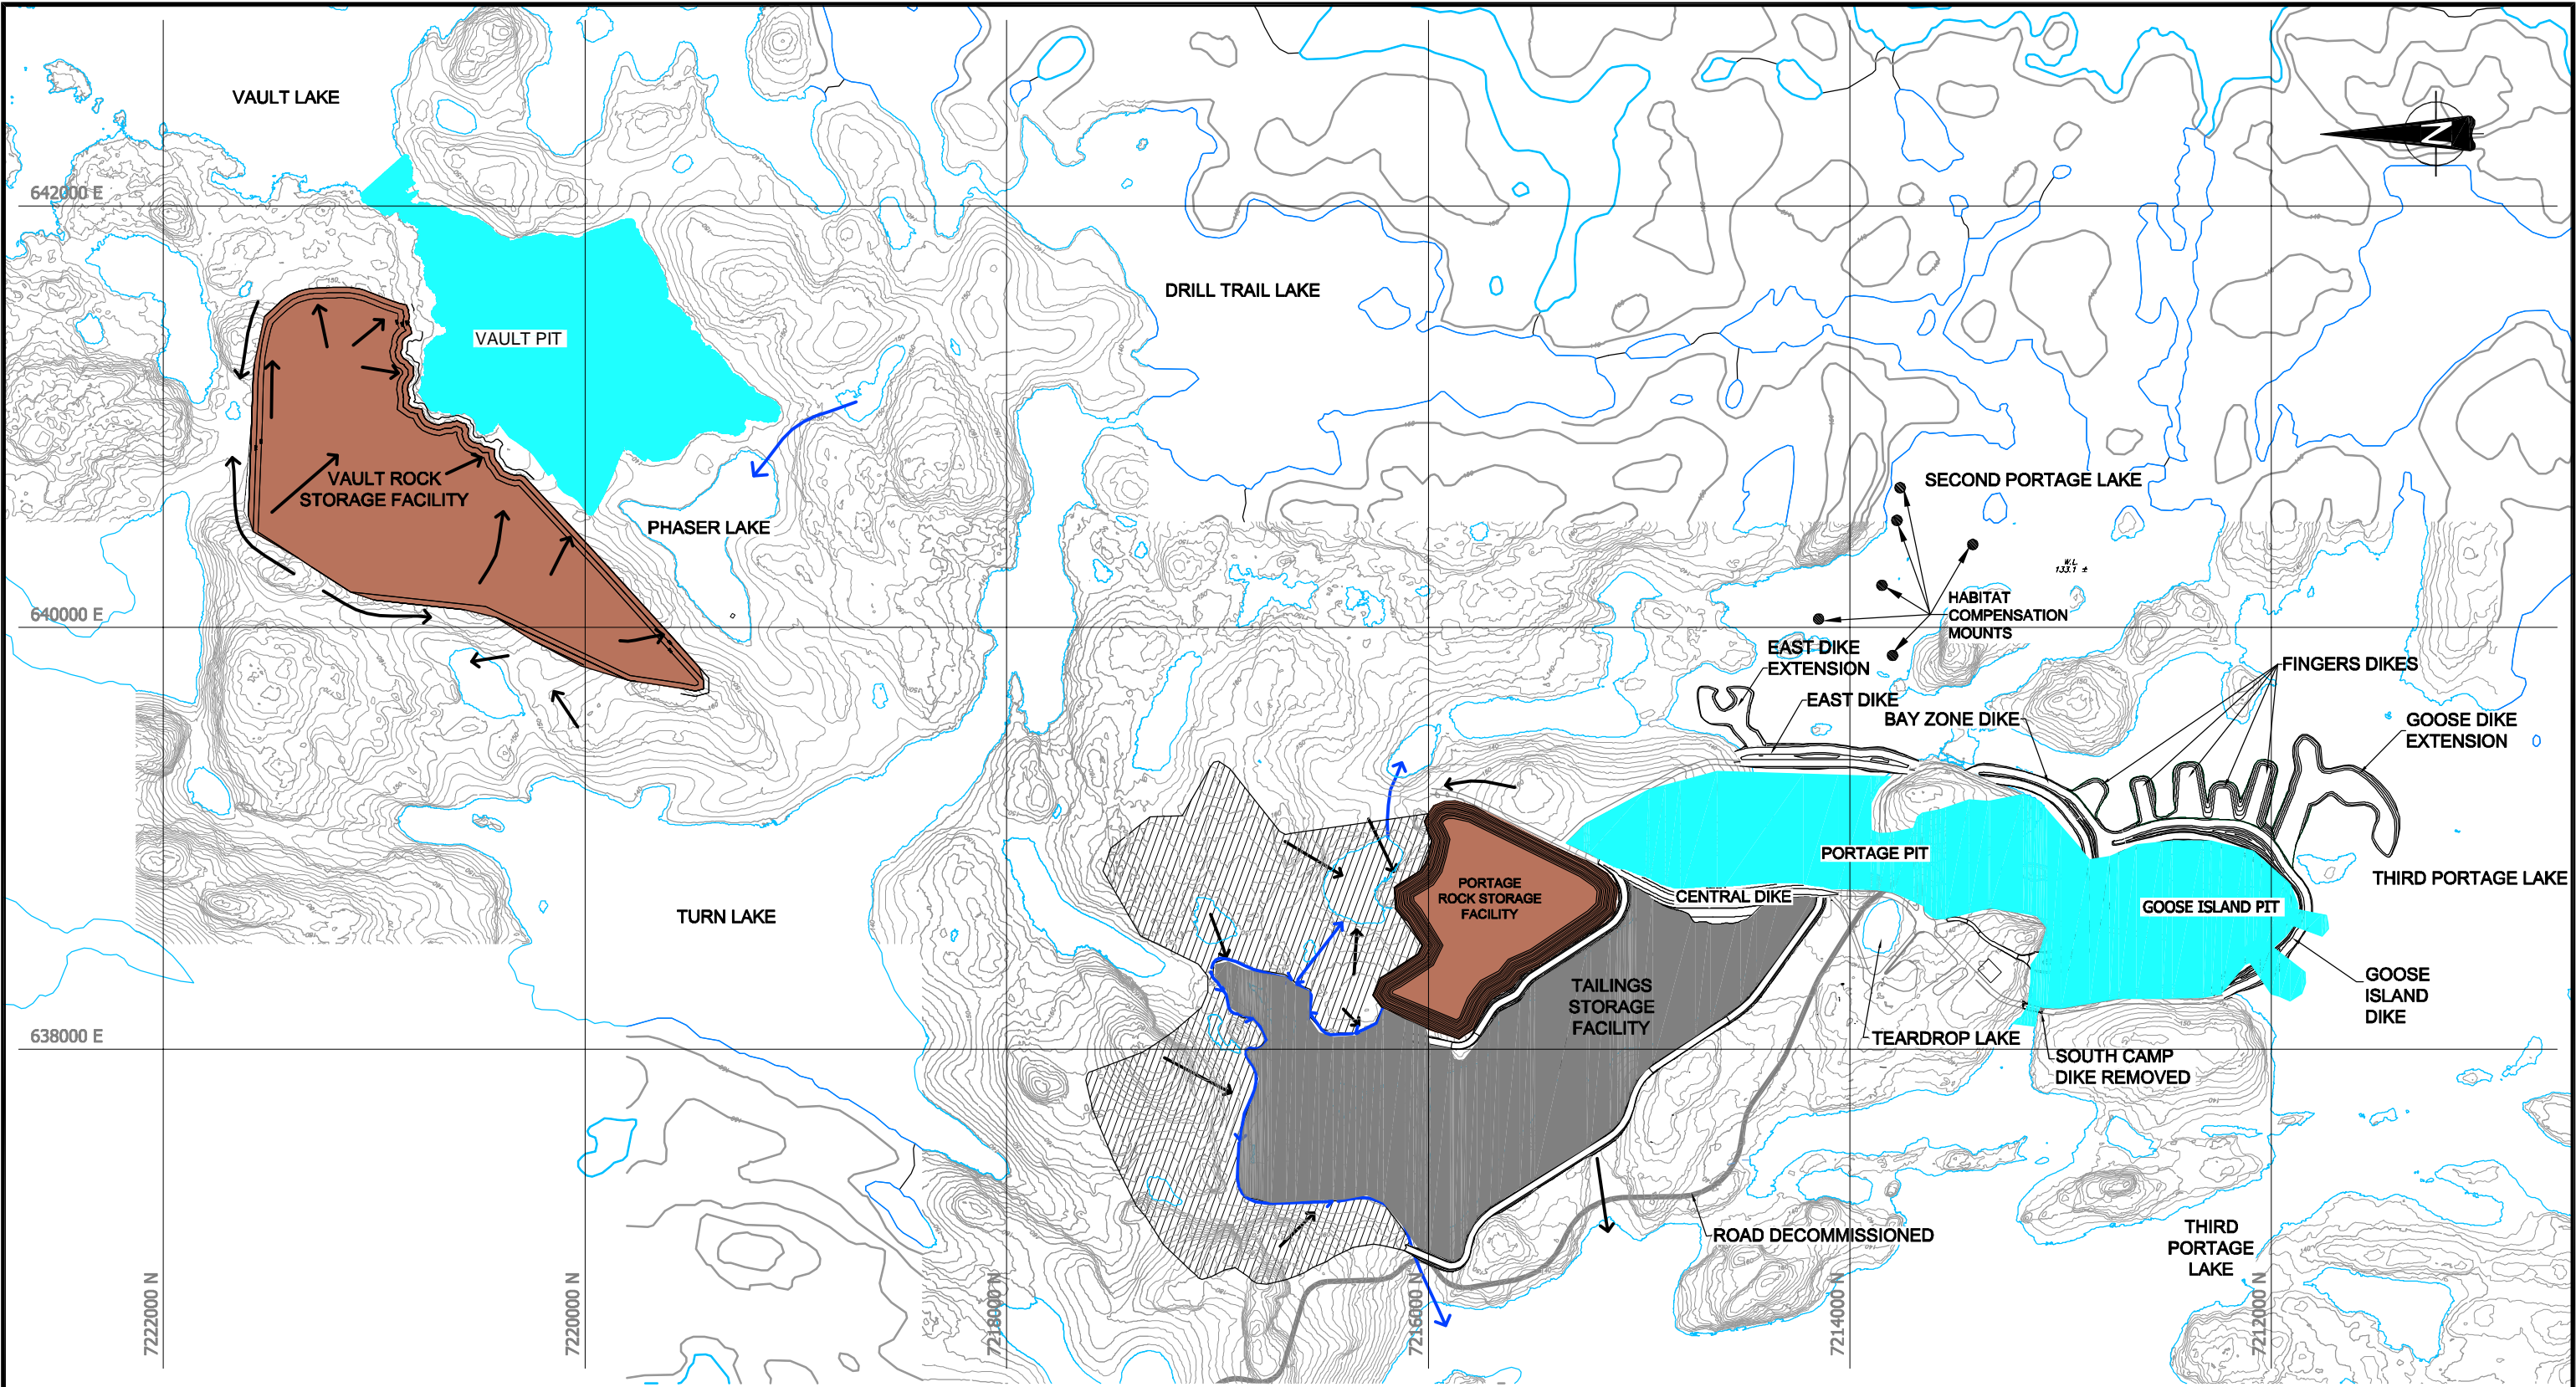 VAULT LAKE
N
642000 E
DRILL TRAIL LAKE
VAULT PIT
VAULT ROCK
STORAGE FACILITY
SECOND PORTAGE LAKE
PHASER LAKE
W.L.
133.1 ±
HABITAT
COMPENSATION
MOUNTS
640000 E
EAST DIKE
EXTENSION
FINGERS DIKES
EAST DIKE
BAY ZONE DIKE
GOOSE DIKE
EXTENSION
PORTAGE PIT
THIRD PORTAGE LAKE
PORTAGE
ROCK STORAGE
FACILITY
CENTRAL DIKE
GOOSE ISLAND PIT
TURN LAKE
TAILINGS
STORAGE
FACILITY
GOOSE
ISLAND
DIKE
638000 E
TEARDROP LAKE
SOUTH CAMP
DIKE REMOVED
ROAD DECOMMISSIONED
THIRD
PORTAGE
LAKE
7222000 N
7220000 N
7218000 N
7216000 N
7214000 N
7212000 N